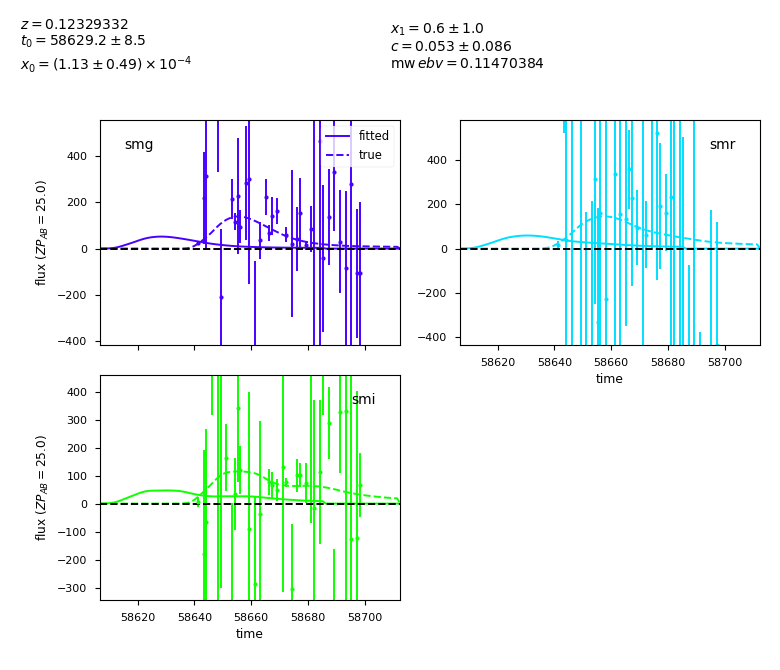 z = 0.12329332
t₀ = 58629.2 ± 8.5
x₀ = (1.13 ± 0.49) × 10⁻⁴
x₁ = 0.6 ± 1.0
c = 0.053 ± 0.086
mw ebv = 0.11470384
smg
fitted
true
400
200
0
−200
−400
flux (ZP_AB = 25.0)
smr
400
200
0
−200
−400
58620 58640 58660 58680 58700
time
smi
400
300
200
100
0
−100
−200
−300
flux (ZP_AB = 25.0)
58620 58640 58660 58680 58700
time